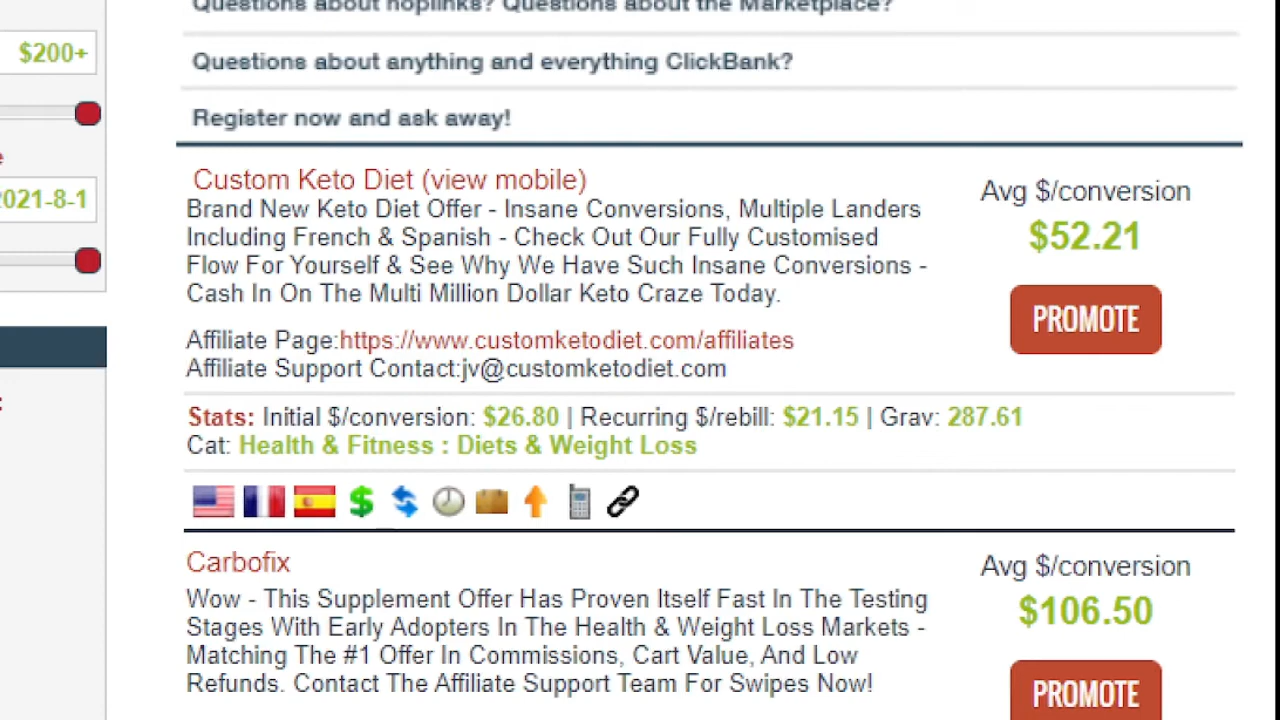 Questions about hoplinks? Questions about the Marketplace?
$200+
Questions about anything and everything ClickBank?
Register now and ask away!
e
2021-8-1
Custom Keto Diet (view mobile)
Brand New Keto Diet Offer - Insane Conversions, Multiple Landers
Including French & Spanish - Check Out Our Fully Customised
Flow For Yourself & See Why We Have Such Insane Conversions -
Cash In On The Multi Million Dollar Keto Craze Today.
Avg $/conversion
$52.21
PROMOTE
Affiliate Page:https://www.customketodiet.com/affiliates
Affiliate Support Contact:jv@customketodiet.com
:
Stats: Initial $/conversion: $26.80 | Recurring $/rebill: $21.15 | Grav: 287.61
Cat: Health & Fitness : Diets & Weight Loss
Carbofix
Wow - This Supplement Offer Has Proven Itself Fast In The Testing
Stages With Early Adopters In The Health & Weight Loss Markets -
Matching The #1 Offer In Commissions, Cart Value, And Low
Refunds. Contact The Affiliate Support Team For Swipes Now!
Avg $/conversion
$106.50
PROMOTE